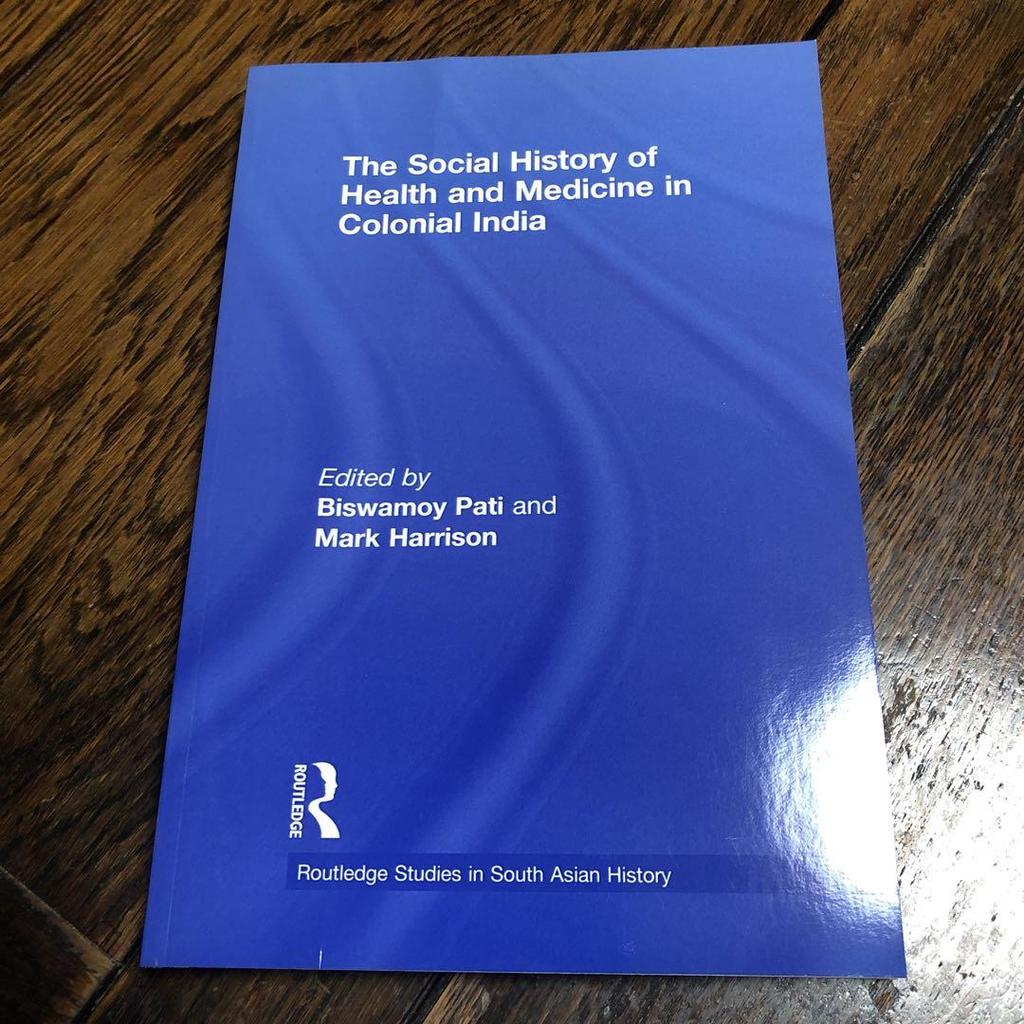 The Social History of
Health and Medicine in
Colonial India
Edited by
Biswamoy Pati and
Mark Harrison
ROUTLEDGE
Routledge Studies in South Asian History